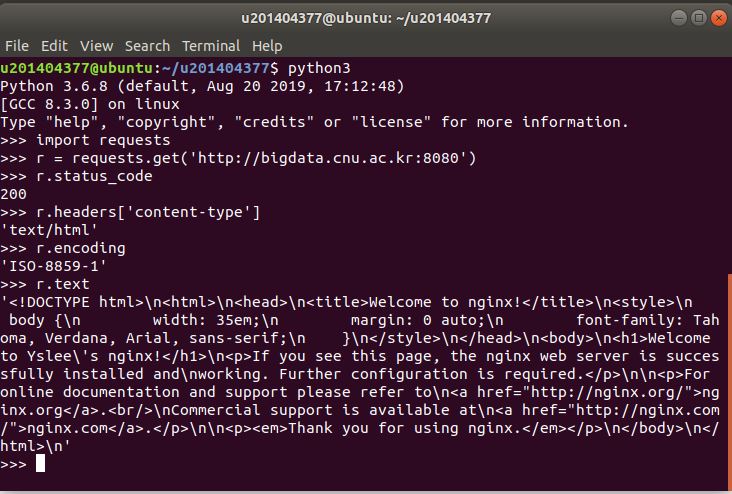 u201404377@ubuntu: ~/u201404377
File Edit View Search Terminal Help
u201404377@ubuntu:~/u201404377$ python3
Python 3.6.8 (default, Aug 20 2019, 17:12:48)
[GCC 8.3.0] on linux
Type "help", "copyright", "credits" or "license" for more information.
>>> import requests
>>> r = requests.get('http://bigdata.cnu.ac.kr:8080')
>>> r.status_code
200
>>> r.headers['content-type']
'text/html'
>>> r.encoding
'ISO-8859-1'
>>> r.text
'<!DOCTYPE html>\n<html>\n<head>\n<title>Welcome to nginx!</title>\n<style>\n
 body {\n        width: 35em;\n        margin: 0 auto;\n        font-family: Tah
oma, Verdana, Arial, sans-serif;\n    }\n</style>\n</head>\n<body>\n<h1>Welcome
to Yslee\'s nginx!</h1>\n<p>If you see this page, the nginx web server is succes
sfully installed and\nworking. Further configuration is required.</p>\n\n<p>For
online documentation and support please refer to\n<a href="http://nginx.org/">ng
inx.org</a>.<br/>\nCommercial support is available at\n<a href="http://nginx.com
/">nginx.com</a>.</p>\n\n<p><em>Thank you for using nginx.</em></p>\n</body>\n</
html>\n'
>>>